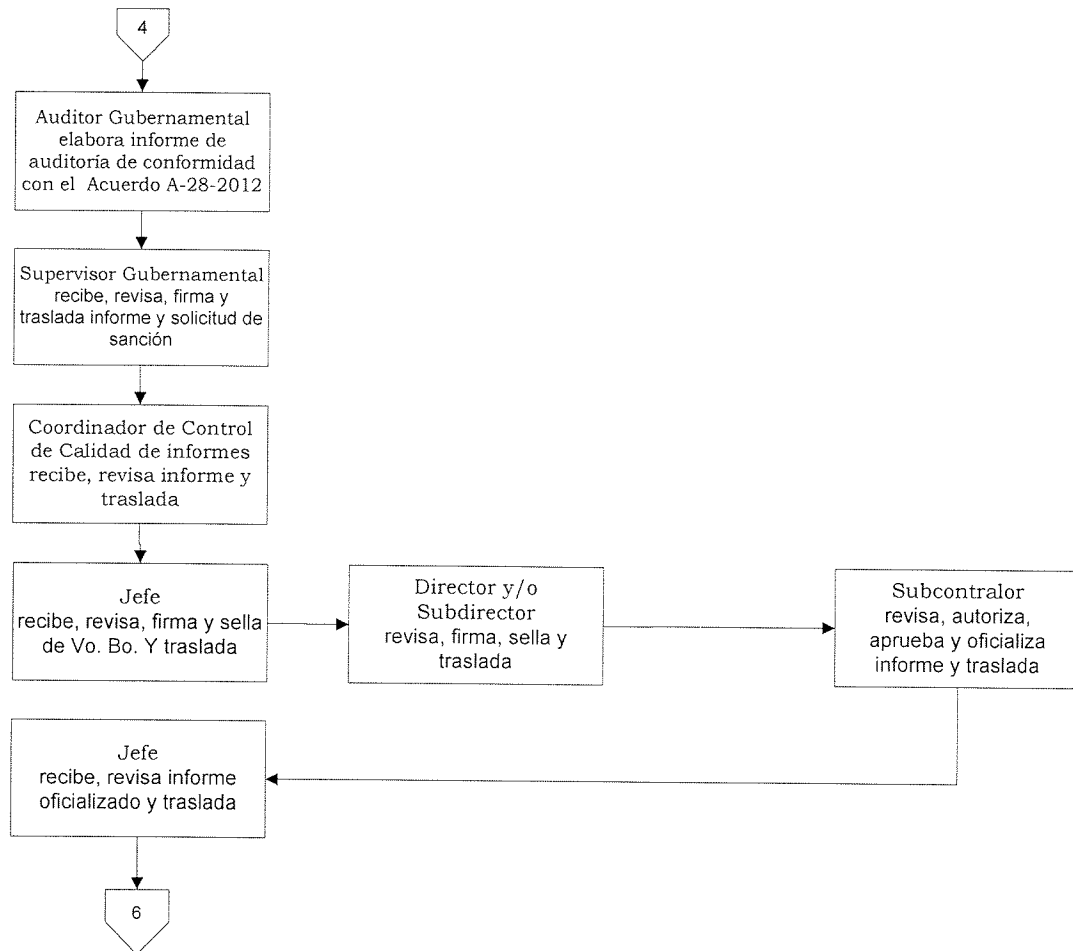 4
Auditor Gubernamental
elabora informe de
auditoría de conformidad
con el Acuerdo A-28-2012
Supervisor Gubernamental
recibe, revisa, firma y
traslada informe y solicitud de
sanción
Coordinador de Control
de Calidad de informes
recibe, revisa informe y
traslada
Jefe
recibe, revisa, firma y sella
de Vo. Bo. Y traslada
Director y/o
Subdirector
revisa, firma, sella y
traslada
Subcontralor
revisa, autoriza,
aprueba y oficializa
informe y traslada
Jefe
recibe, revisa informe
oficializado y traslada
6